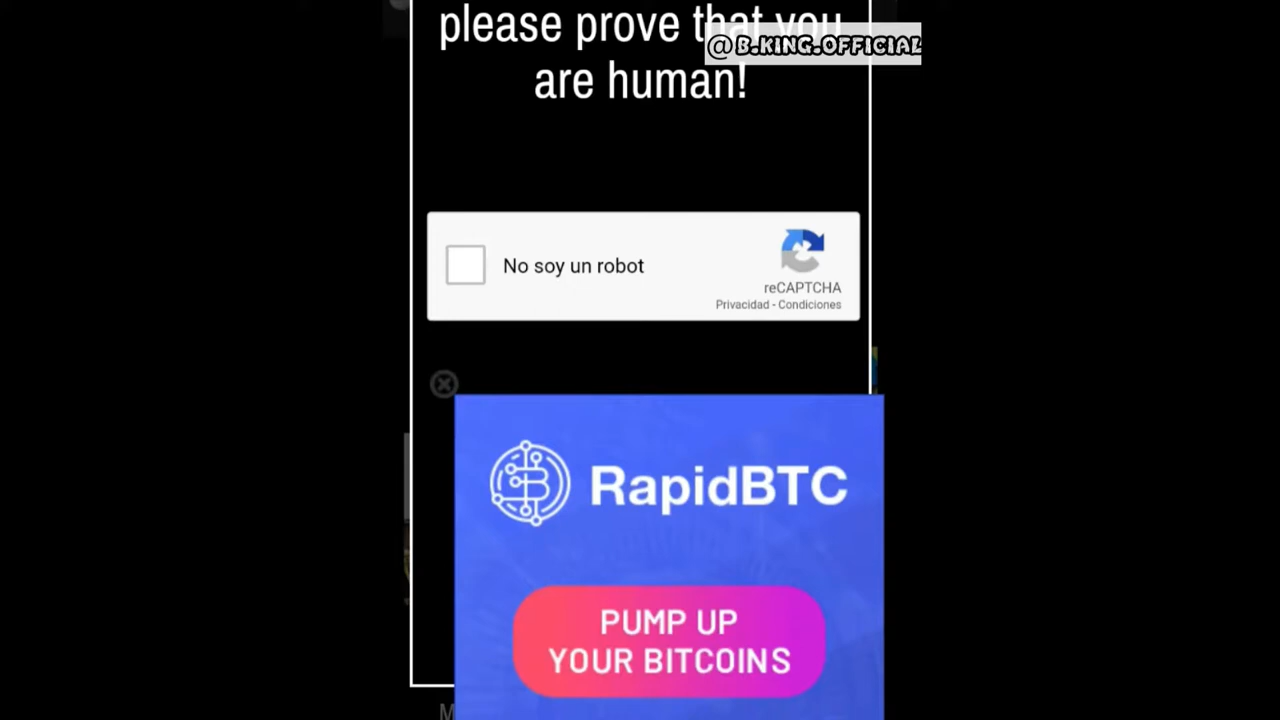 please prove that you
@B.KING.OFFICIAL
are human!
No soy un robot
reCAPTCHA
Privacidad - Condiciones
RapidBTC
PUMP UP
YOUR BITCOINS